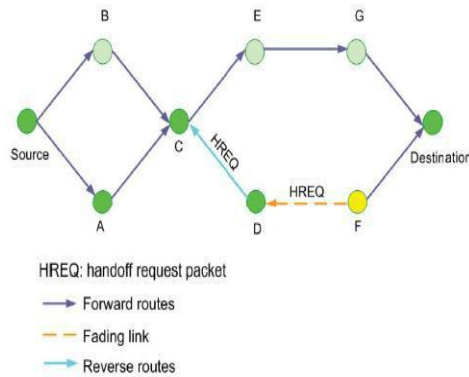 B
E
G
Source
C
HREQ
HREQ
Destination
A
D
F
HREQ: handoff request packet
Forward routes
Fading link
Reverse routes